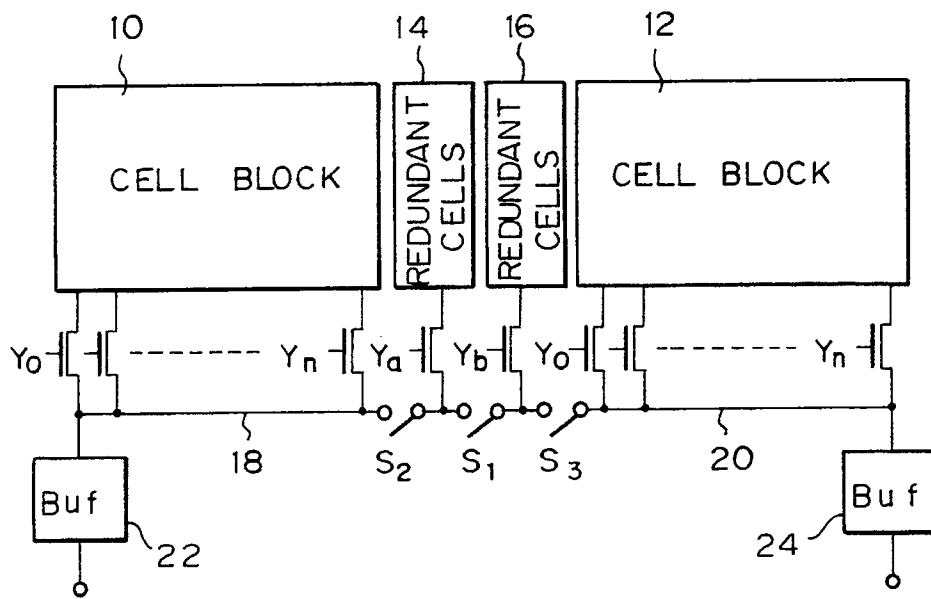 10
14
16
12
CELL BLOCK
REDUNDANT
CELLS
REDUNDANT
CELLS
CELL BLOCK
Y0
Yn
Ya
Yb
Y0
Yn
18
S2
S1
S3
20
Buf
22
24
Buf